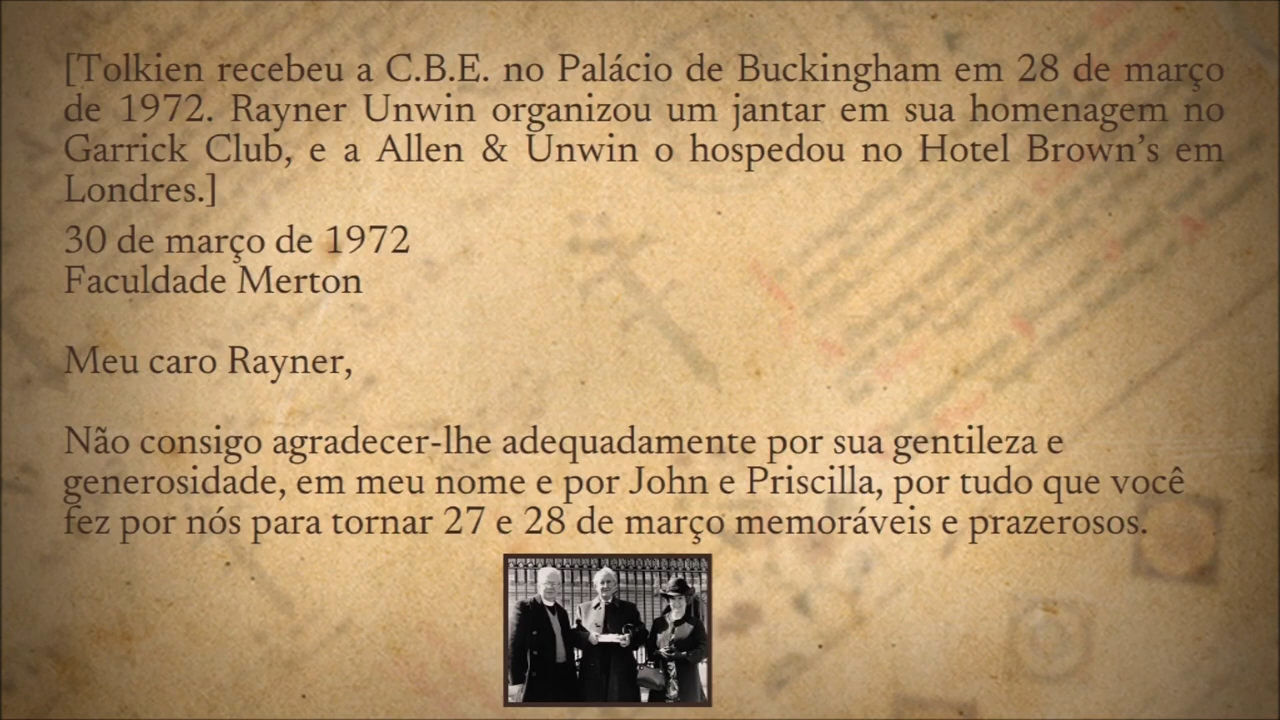 [Tolkien recebeu a C.B.E. no Palácio de Buckingham em 28 de março
de 1972. Rayner Unwin organizou um jantar em sua homenagem no
Garrick Club, e a Allen & Unwin o hospedou no Hotel Brown’s em
Londres.]
30 de março de 1972
Faculdade Merton
Meu caro Rayner,
Não consigo agradecer-lhe adequadamente por sua gentileza e
generosidade, em meu nome e por John e Priscilla, por tudo que você
fez por nós para tornar 27 e 28 de março memoráveis e prazerosos.